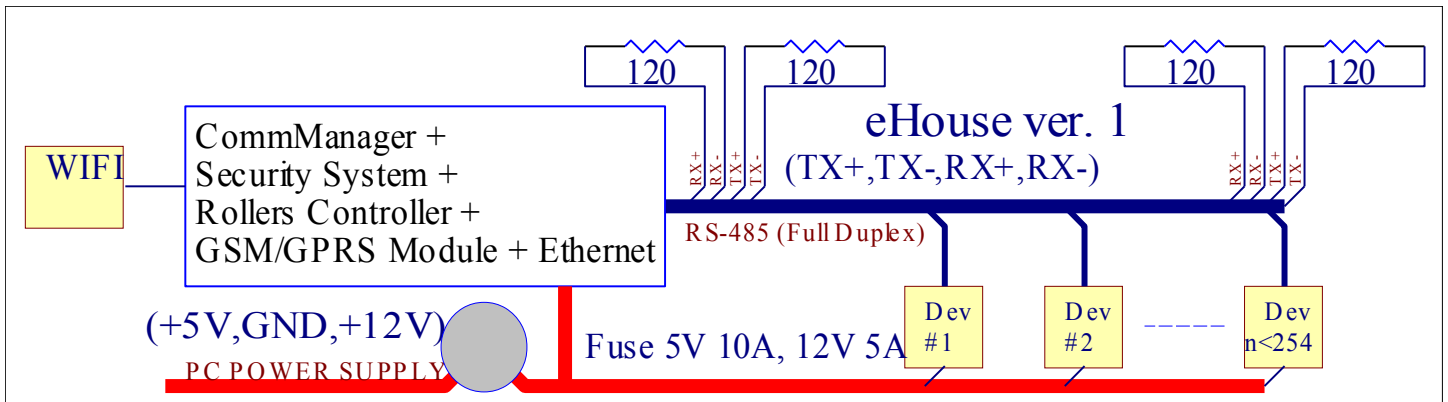 120
120
120
120
RX+
RX-
TX+
TX-
RX+
RX-
TX+
TX-
eHouse ver. 1
(TX+,TX-,RX+,RX-)
WIFI
CommManager +
Security System +
Rollers Controller +
GSM/GPRS Module + Ethernet
RS-485 (Full Duplex)
(+5V,GND,+12V)
PC POWER SUPPLY
Fuse 5V 10A, 12V 5A
Dev
#1
Dev
#2
-----
Dev
n<254